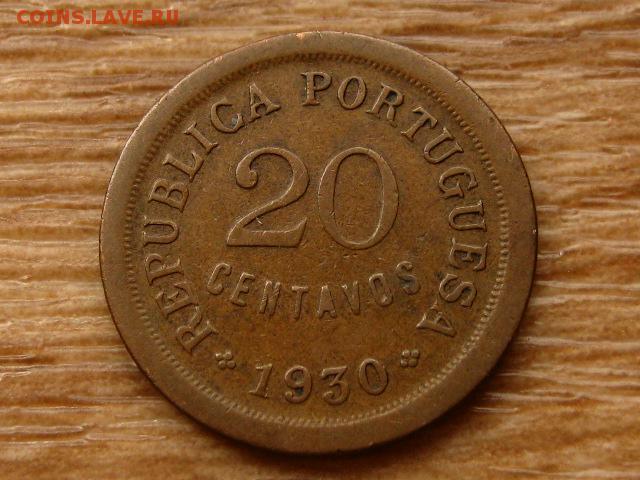 COINS.LAVE.RU
REPUBLICA PORTUGUESA
20
CENTAVOS
1930